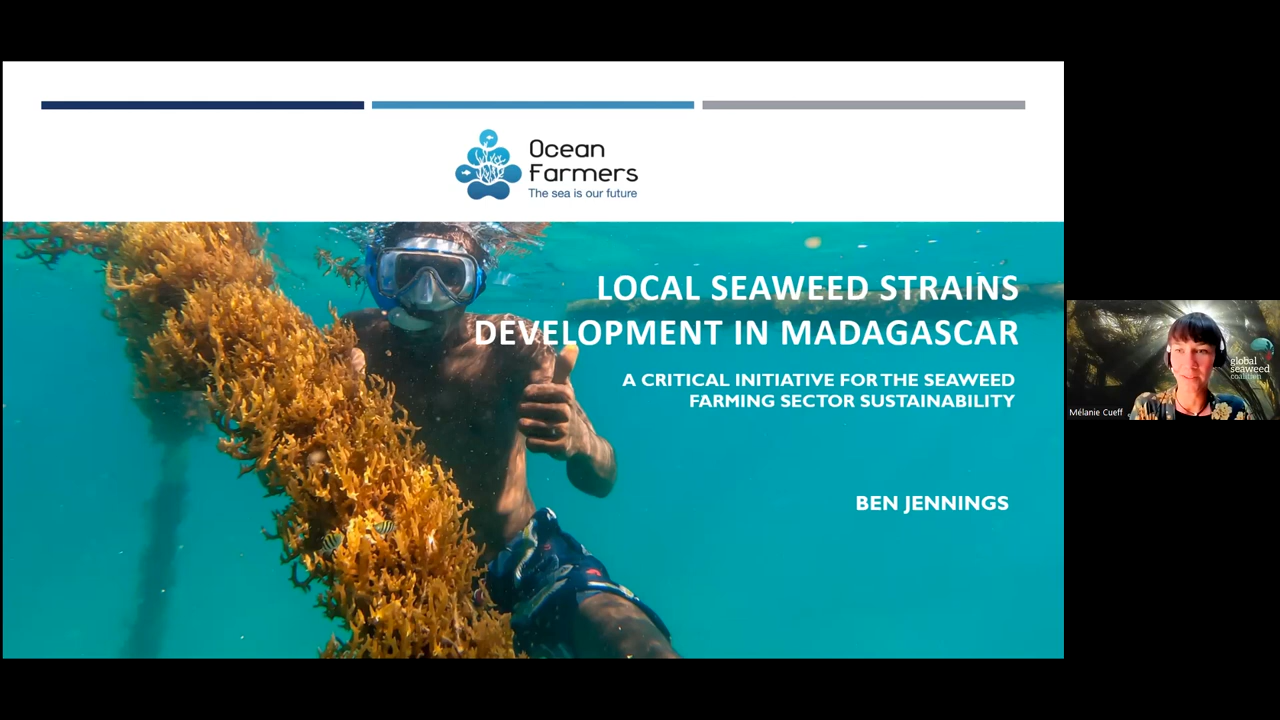 Ocean
Farmers
The sea is our future
LOCAL SEAWEED STRAINS
DEVELOPMENT IN MADAGASCAR
A CRITICAL INITIATIVE FOR THE SEAWEED
FARMING SECTOR SUSTAINABILITY
BEN JENNINGS
global
seaweed
coalition
Mélanie Cueff